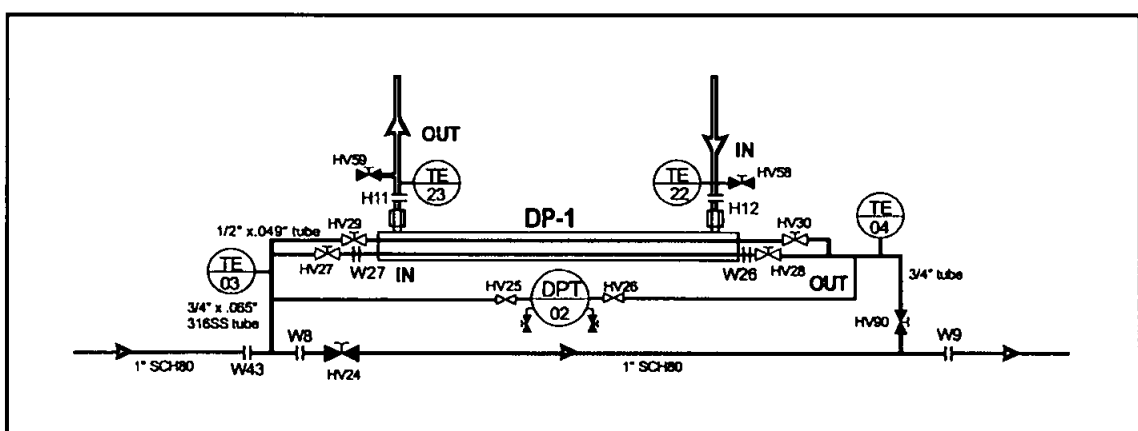 OUT
IN
HV59
TE
23
TE
22
HV58
H11
H12
DP-1
TE
04
1/2" x.049" tube
HV29
HV30
TE
03
HV27
W27
IN
W26
HV28
OUT
3/4" tube
3/4" x .065"
316SS tube
HV25
DPT
02
HV26
HV90
W8
W9
1" SCH80
W43
HV24
1" SCH80